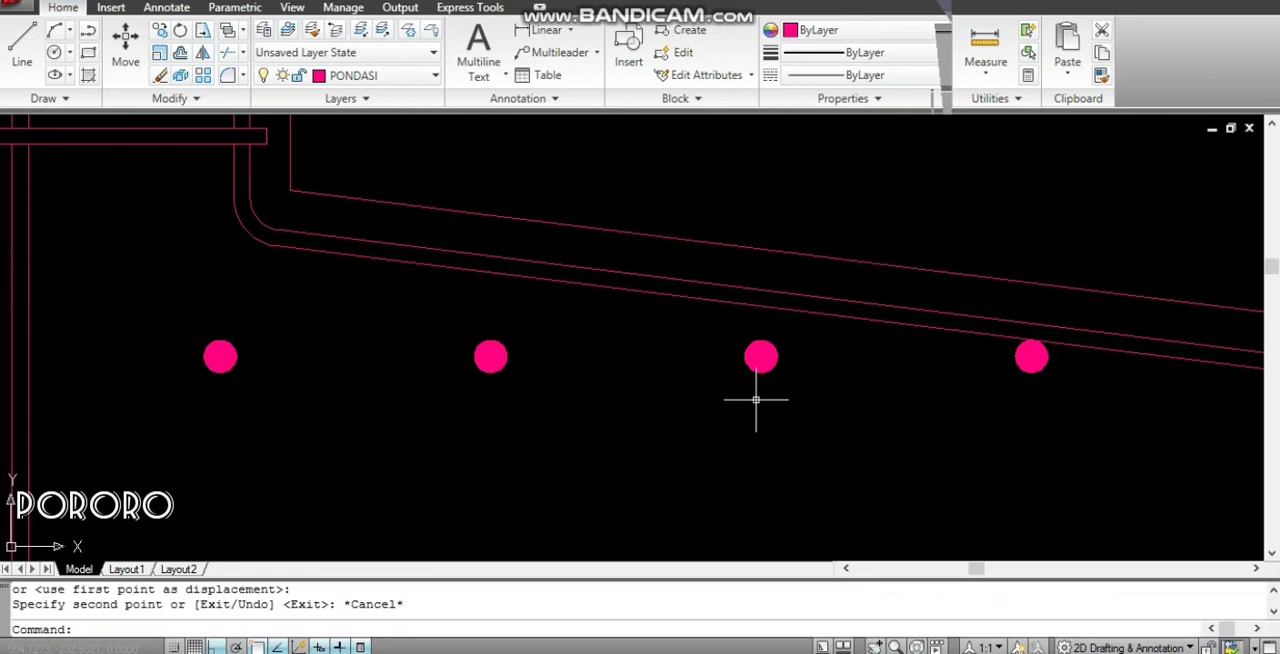 Home Insert Annotate Parametric View Manage Output Express Tools
www.BANDICAM.com
Line
Move
Unsaved Layer State
PONDASI
Multiline
Text
Linear
Multileader
Table
Insert
Create
Edit
Edit Attributes
ByLayer
ByLayer
ByLayer
Measure
Paste
Draw
Modify
Layers
Annotation
Block
Properties
Utilities
Clipboard
Y
PORORO
X
Model Layout1 Layout2
or <use first point as displacement>:
Specify second point or [Exit/Undo] <Exit>: *Cancel*
Command:
1:1
2D Drafting & Annotation